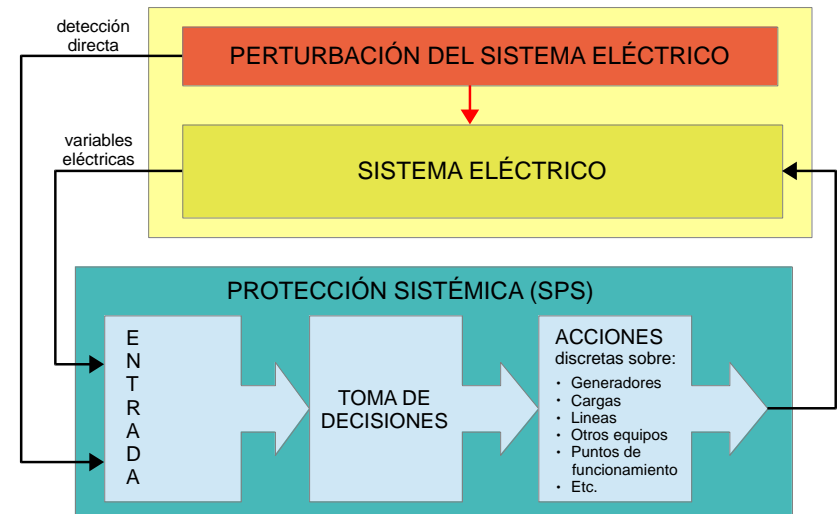 detección
directa
PERTURBACIÓN DEL SISTEMA ELÉCTRICO
variables
eléctricas
SISTEMA ELÉCTRICO
PROTECCIÓN SISTÉMICA (SPS)
E
N
T
R
A
D
A
TOMA DE
DECISIONES
ACCIONES
discretas sobre:
· Generadores
· Cargas
· Lineas
· Otros equipos
· Puntos de
funcionamiento
· Etc.